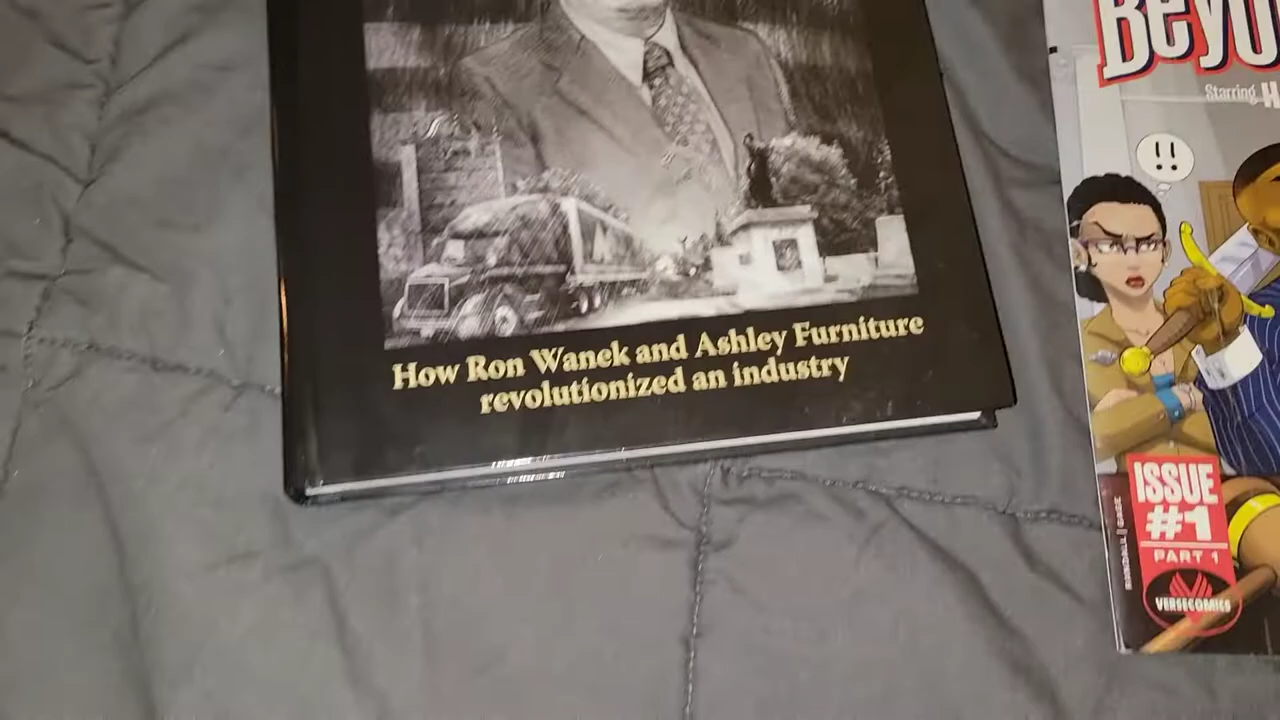 How Ron Wanek and Ashley Furniture
revolutionized an industry
Starring
!!
ISSUE
#1
PART 1
VERSECOMICS